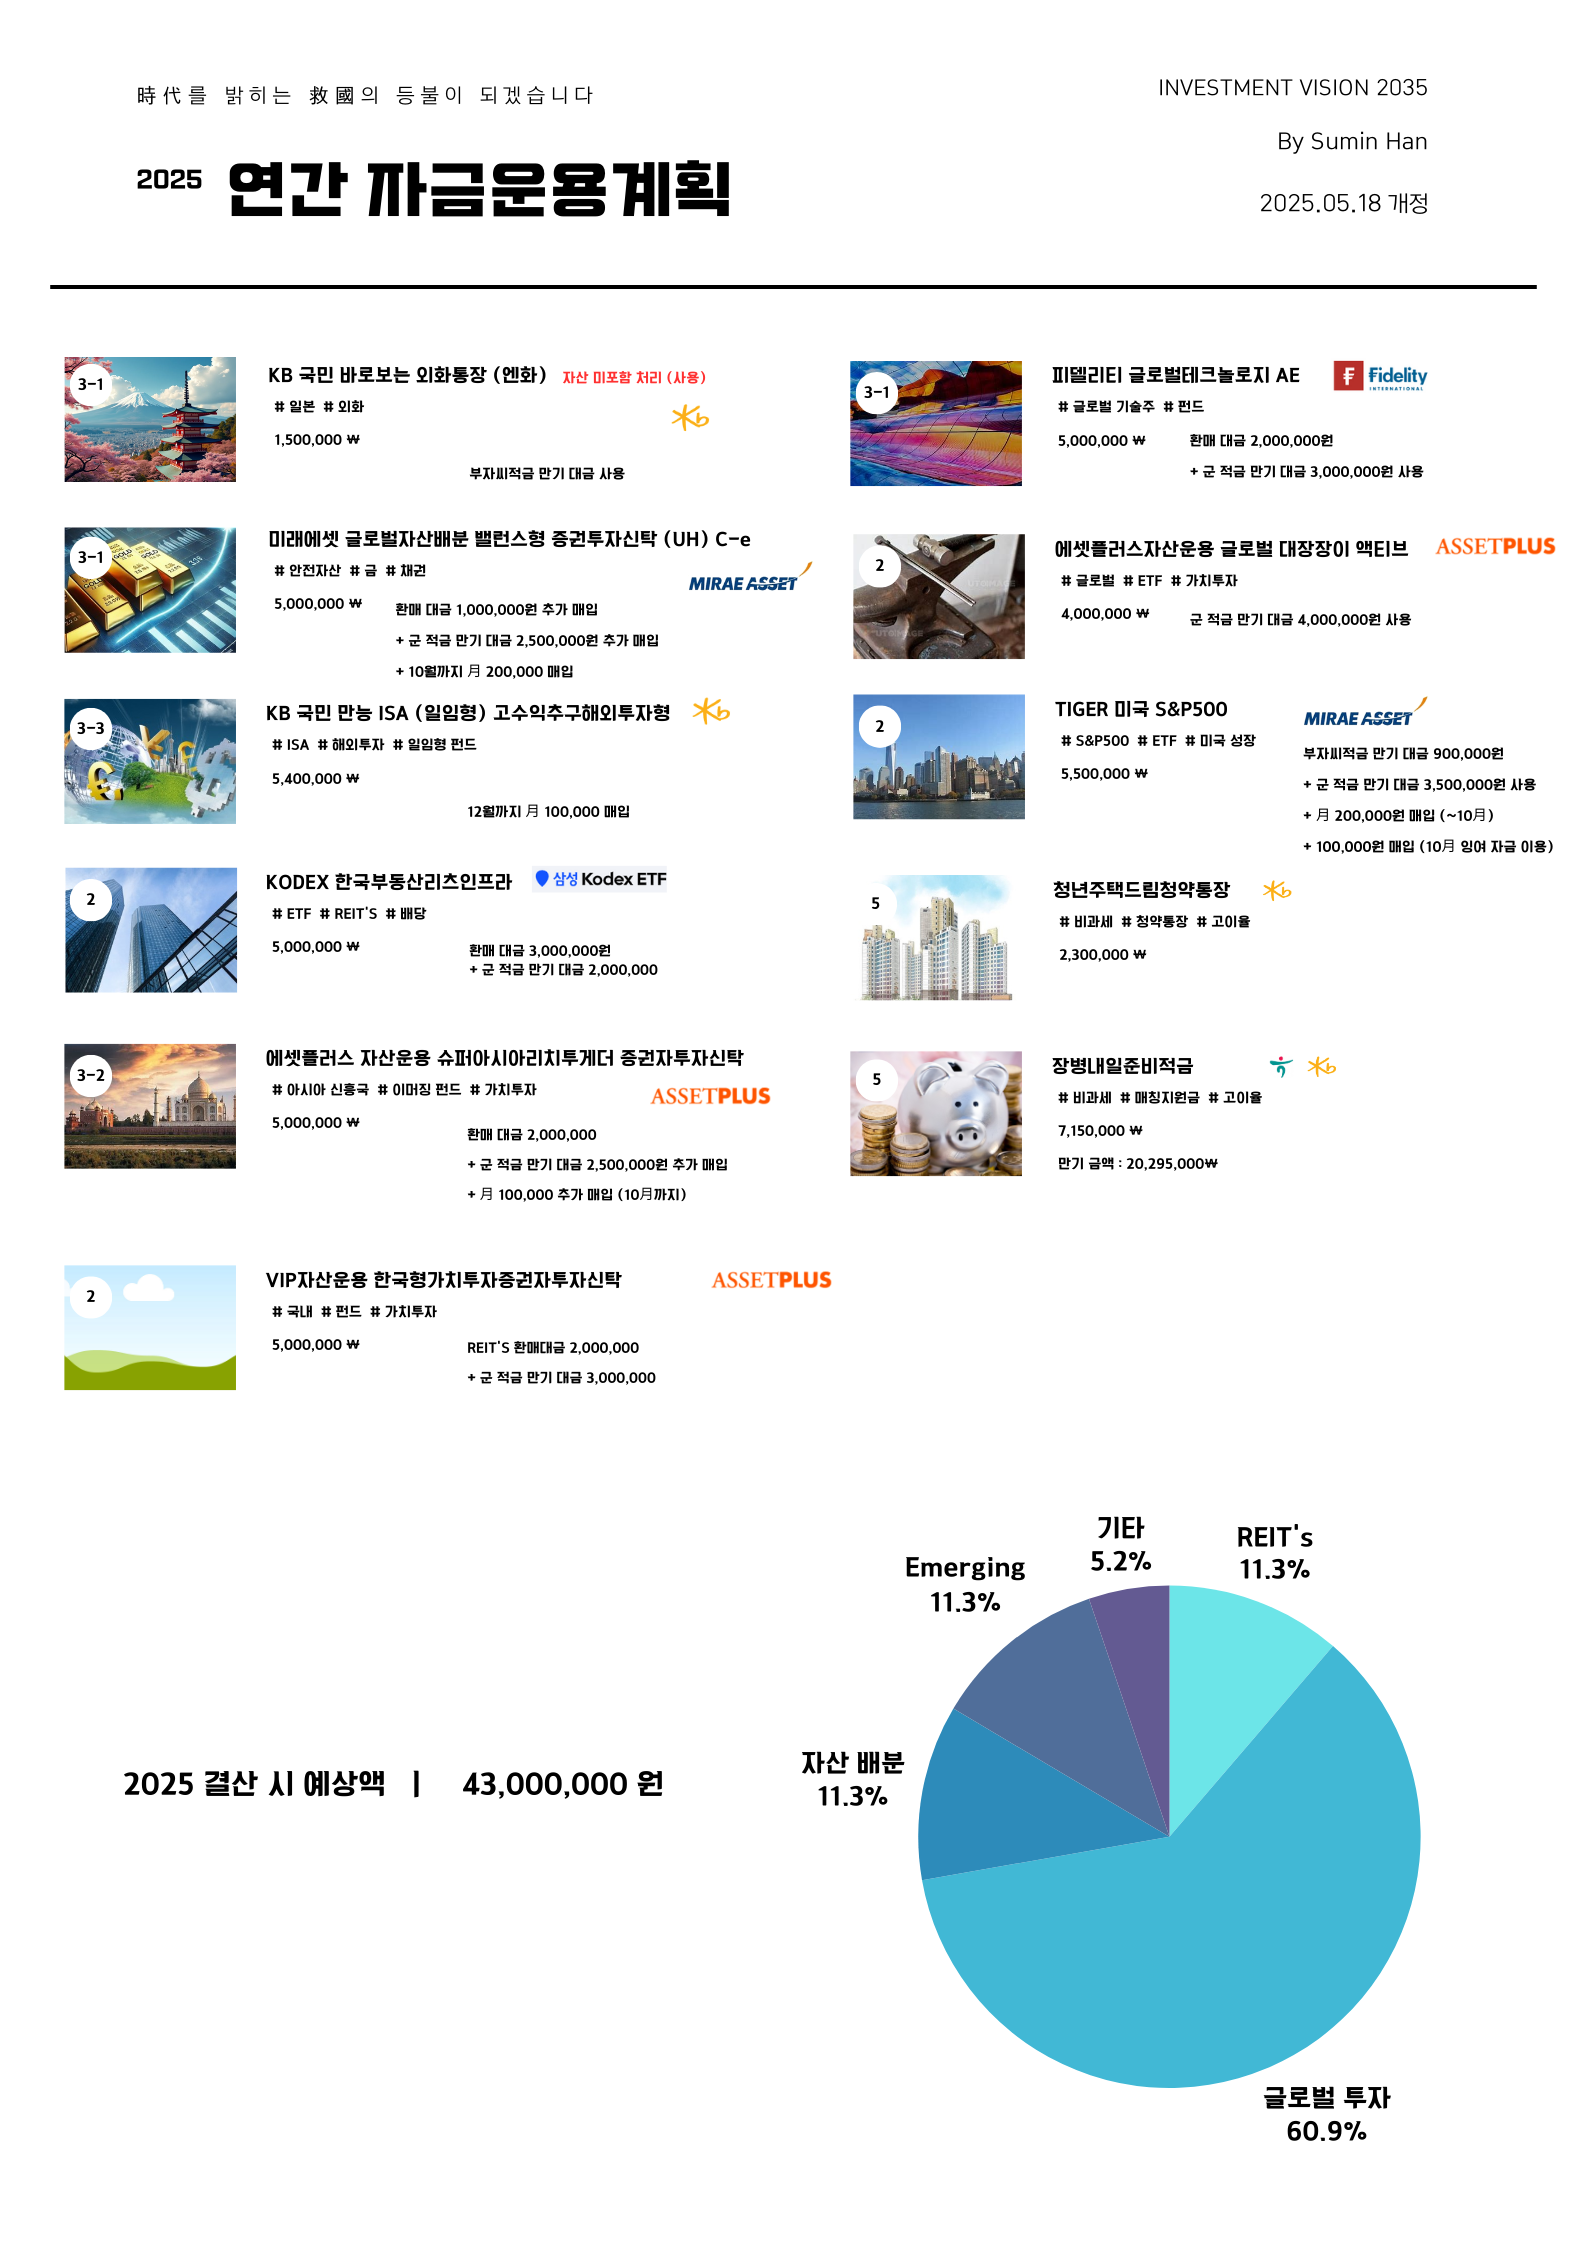 時代를 밝히는 救國의 등불이 되겠습니다
2025 연간 자금운용계획
INVESTMENT VISION 2035
By Sumin Han
2025.05.18 개정
3-1
KB 국민 바로보는 외화통장 (엔화) 자산 미포함 처리 (사용)
# 일본 # 외화
1,500,000 ₩
부자씨적금 만기 대금 사용
3-1
미래에셋 글로벌자산배분 밸런스형 증권투자신탁 (UH) C-e
# 안전자산 # 금 # 채권
MIRAE ASSET
5,000,000 ₩
환매 대금 1,000,000원 추가 매입
+ 군 적금 만기 대금 2,500,000원 추가 매입
+ 10월까지 月 200,000 매입
3-3
KB 국민 만능 ISA (일임형) 고수익추구해외투자형
# ISA # 해외투자 # 일임형 펀드
5,400,000 ₩
12월까지 月 100,000 매입
2
KODEX 한국부동산리츠인프라
삼성 Kodex ETF
# ETF # REIT'S # 배당
5,000,000 ₩
환매 대금 3,000,000원
+ 군 적금 만기 대금 2,000,000
3-2
에셋플러스 자산운용 슈퍼아시아리치투게더 증권자투자신탁
# 아시아 신흥국 # 이머징 펀드 # 가치투자
ASSETPLUS
5,000,000 ₩
환매 대금 2,000,000
+ 군 적금 만기 대금 2,500,000원 추가 매입
+ 月 100,000 추가 매입 (10月까지)
2
VIP자산운용 한국형가치투자증권자투자신탁
ASSETPLUS
# 국내 # 펀드 # 가치투자
5,000,000 ₩
REIT'S 환매대금 2,000,000
+ 군 적금 만기 대금 3,000,000
3-1
피델리티 글로벌테크놀로지 AE
Fidelity
INTERNATIONAL
# 글로벌 기술주 # 펀드
5,000,000 ₩
환매 대금 2,000,000원
+ 군 적금 만기 대금 3,000,000원 사용
2
에셋플러스자산운용 글로벌 대장장이 액티브
ASSETPLUS
# 글로벌 # ETF # 가치투자
4,000,000 ₩
군 적금 만기 대금 4,000,000원 사용
2
TIGER 미국 S&P500
MIRAE ASSET
# S&P500 # ETF # 미국 성장
5,500,000 ₩
부자씨적금 만기 대금 900,000원
+ 군 적금 만기 대금 3,500,000원 사용
+ 月 200,000원 매입 (~10月)
+ 100,000원 매입 (10月 잉여 자금 이용)
5
청년주택드림청약통장
# 비과세 # 청약통장 # 고이율
2,300,000 ₩
5
장병내일준비적금
# 비과세 # 매칭지원금 # 고이율
7,150,000 ₩
만기 금액 : 20,295,000₩
2025 결산 시 예상액 | 43,000,000 원
기타
5.2%
REIT's
11.3%
Emerging
11.3%
자산 배분
11.3%
글로벌 투자
60.9%